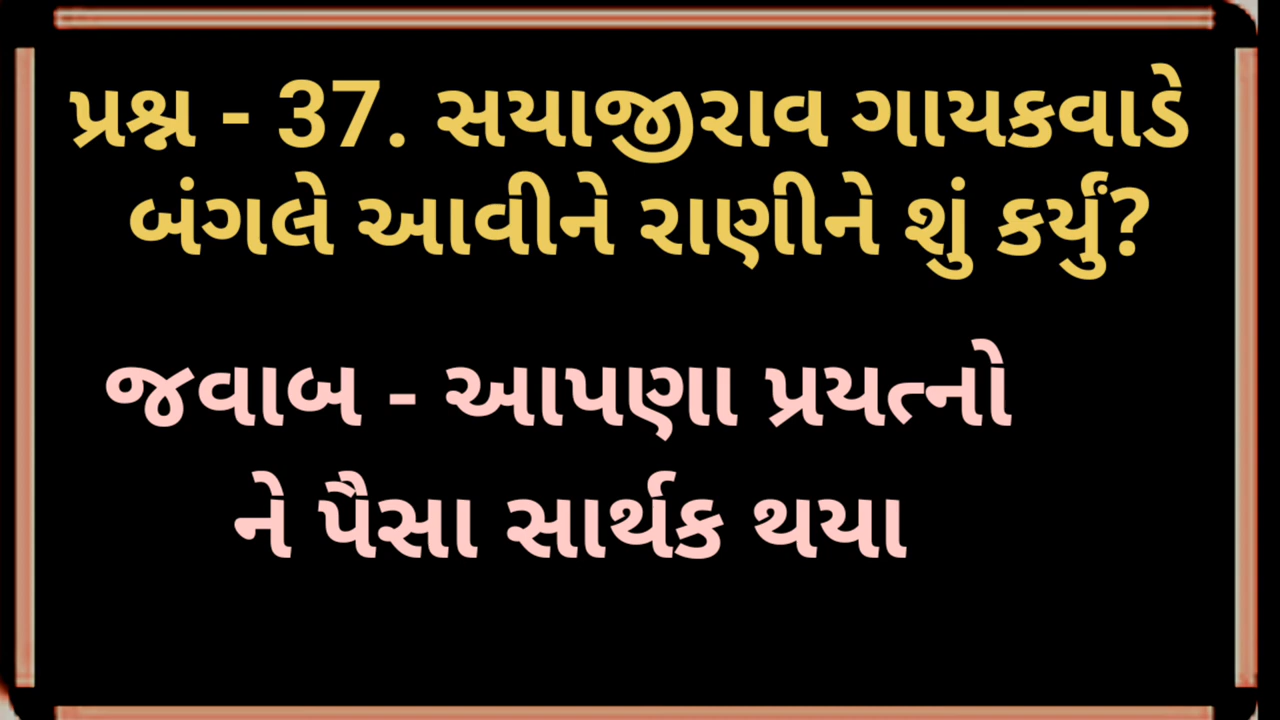 પ્રશ્ન - 37. સયાજીરાવ ગાયકવાડે
બંગલે આવીને રાણીને શું કર્યું?
જવાબ - આપણા પ્રયત્નો
ને પૈસા સાર્થક થયા